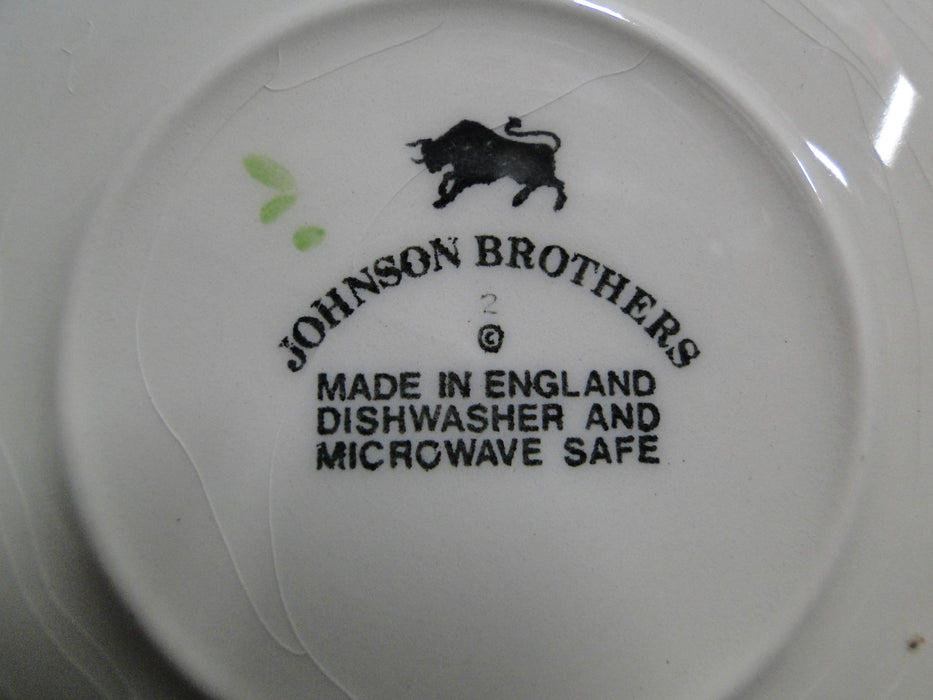 JOHNSON BROTHERS
2
©
MADE IN ENGLAND
DISHWASHER AND
MICROWAVE SAFE